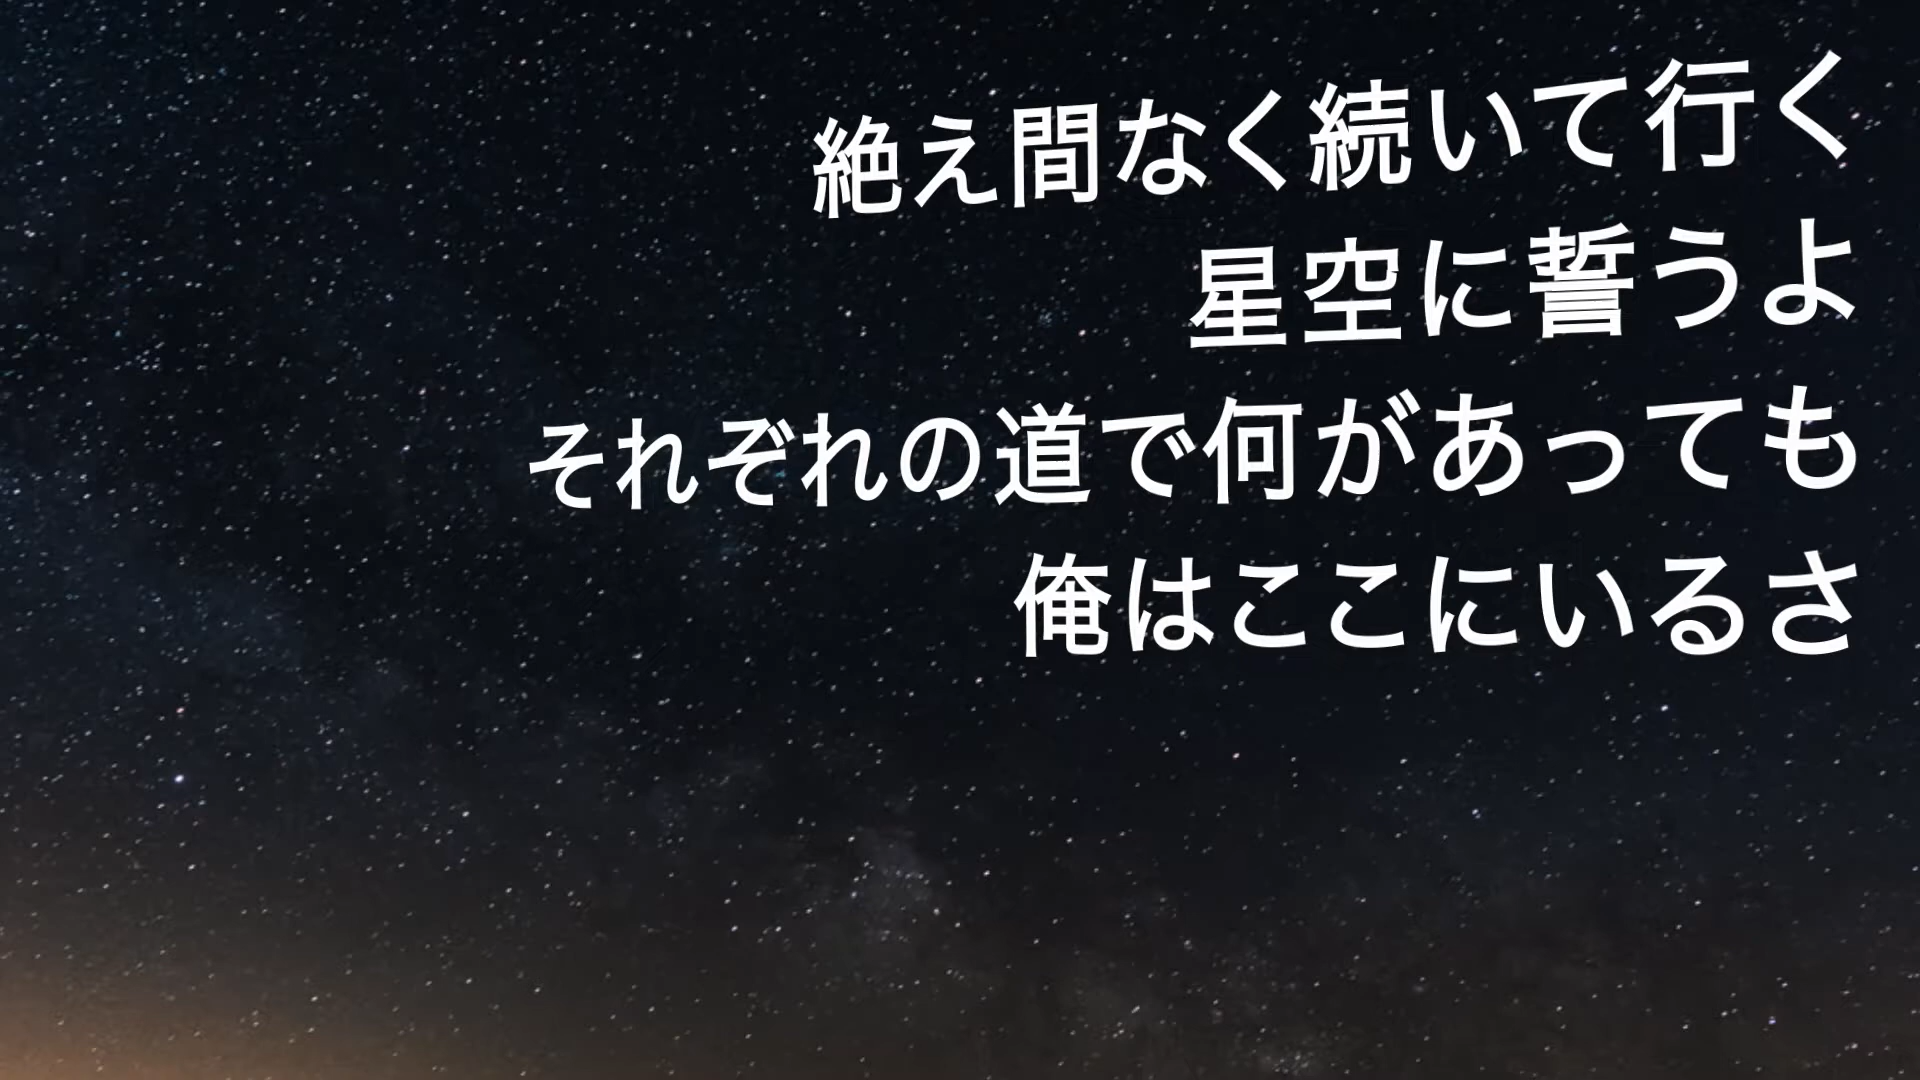 絶え間なく続いて行く
星空に誓うよ
それぞれの道で何があっても
俺はここにいるさ